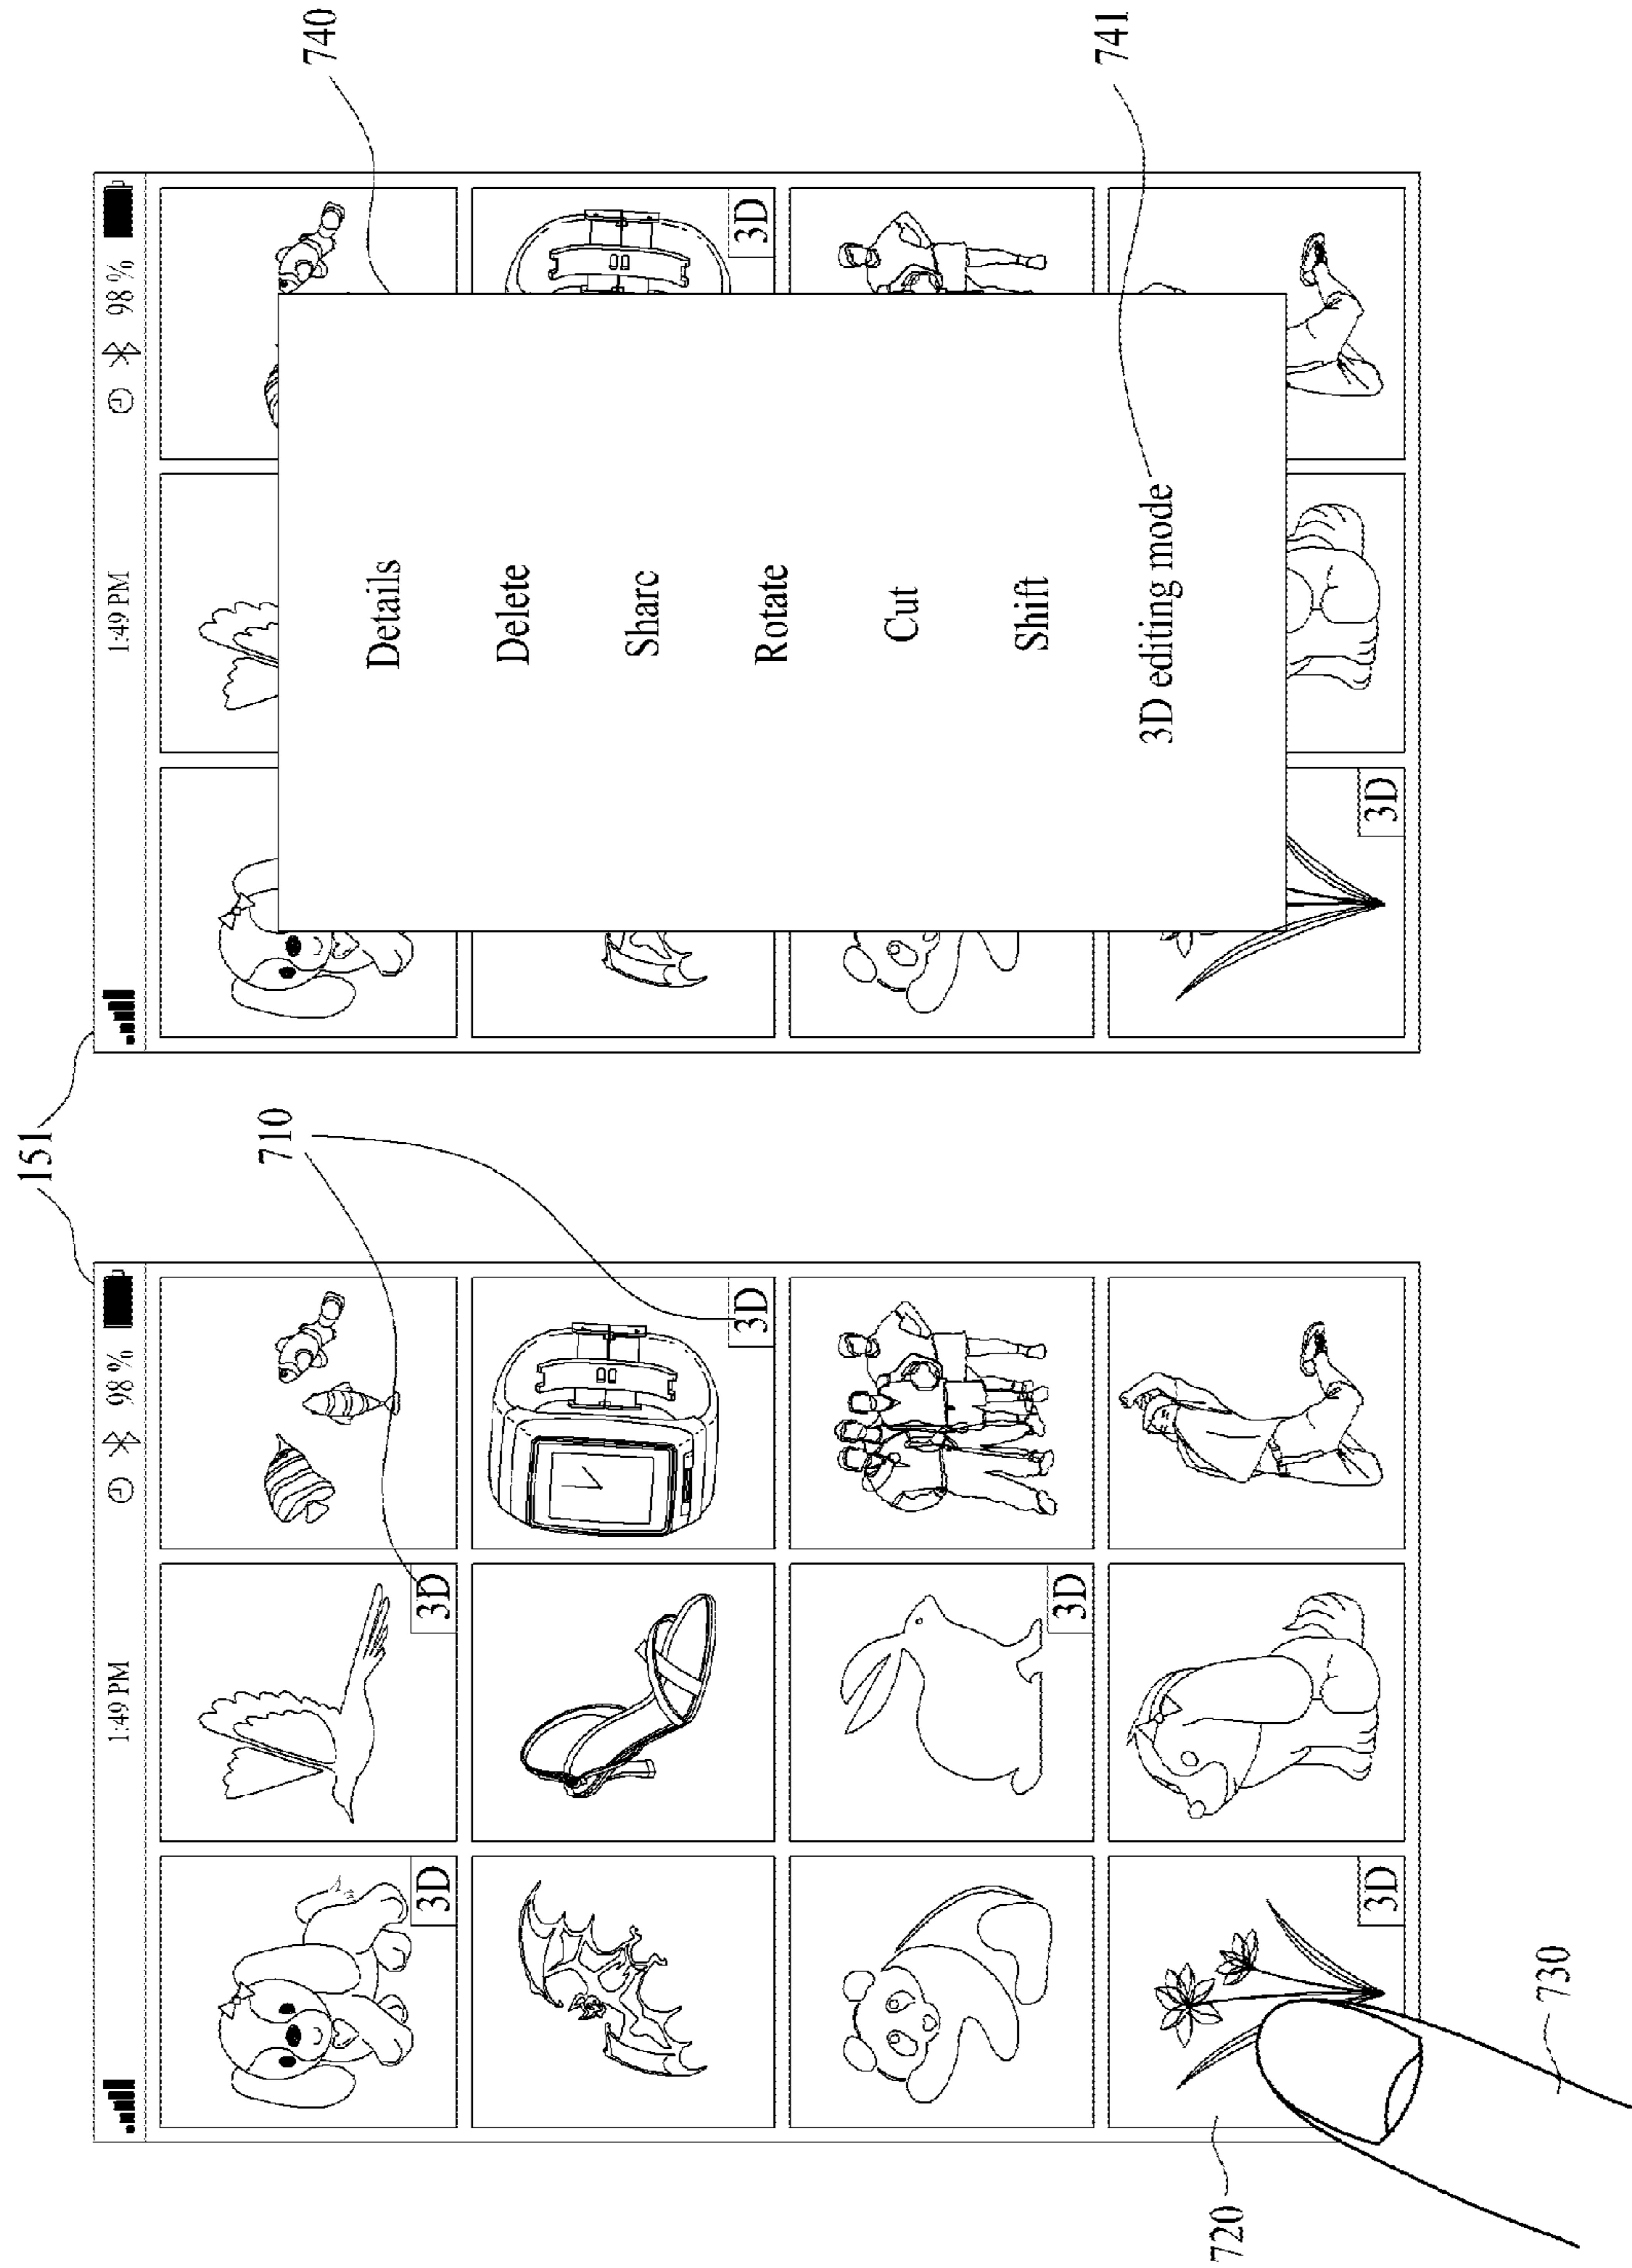 151
1:49 PM 98 %
710
3D 3D
3D
3D
3D
720
730
1:49 PM 98 %
740
3D
Details
Delete
Sharc
Rotate
Cut
Shift
3D editing mode
741
3D